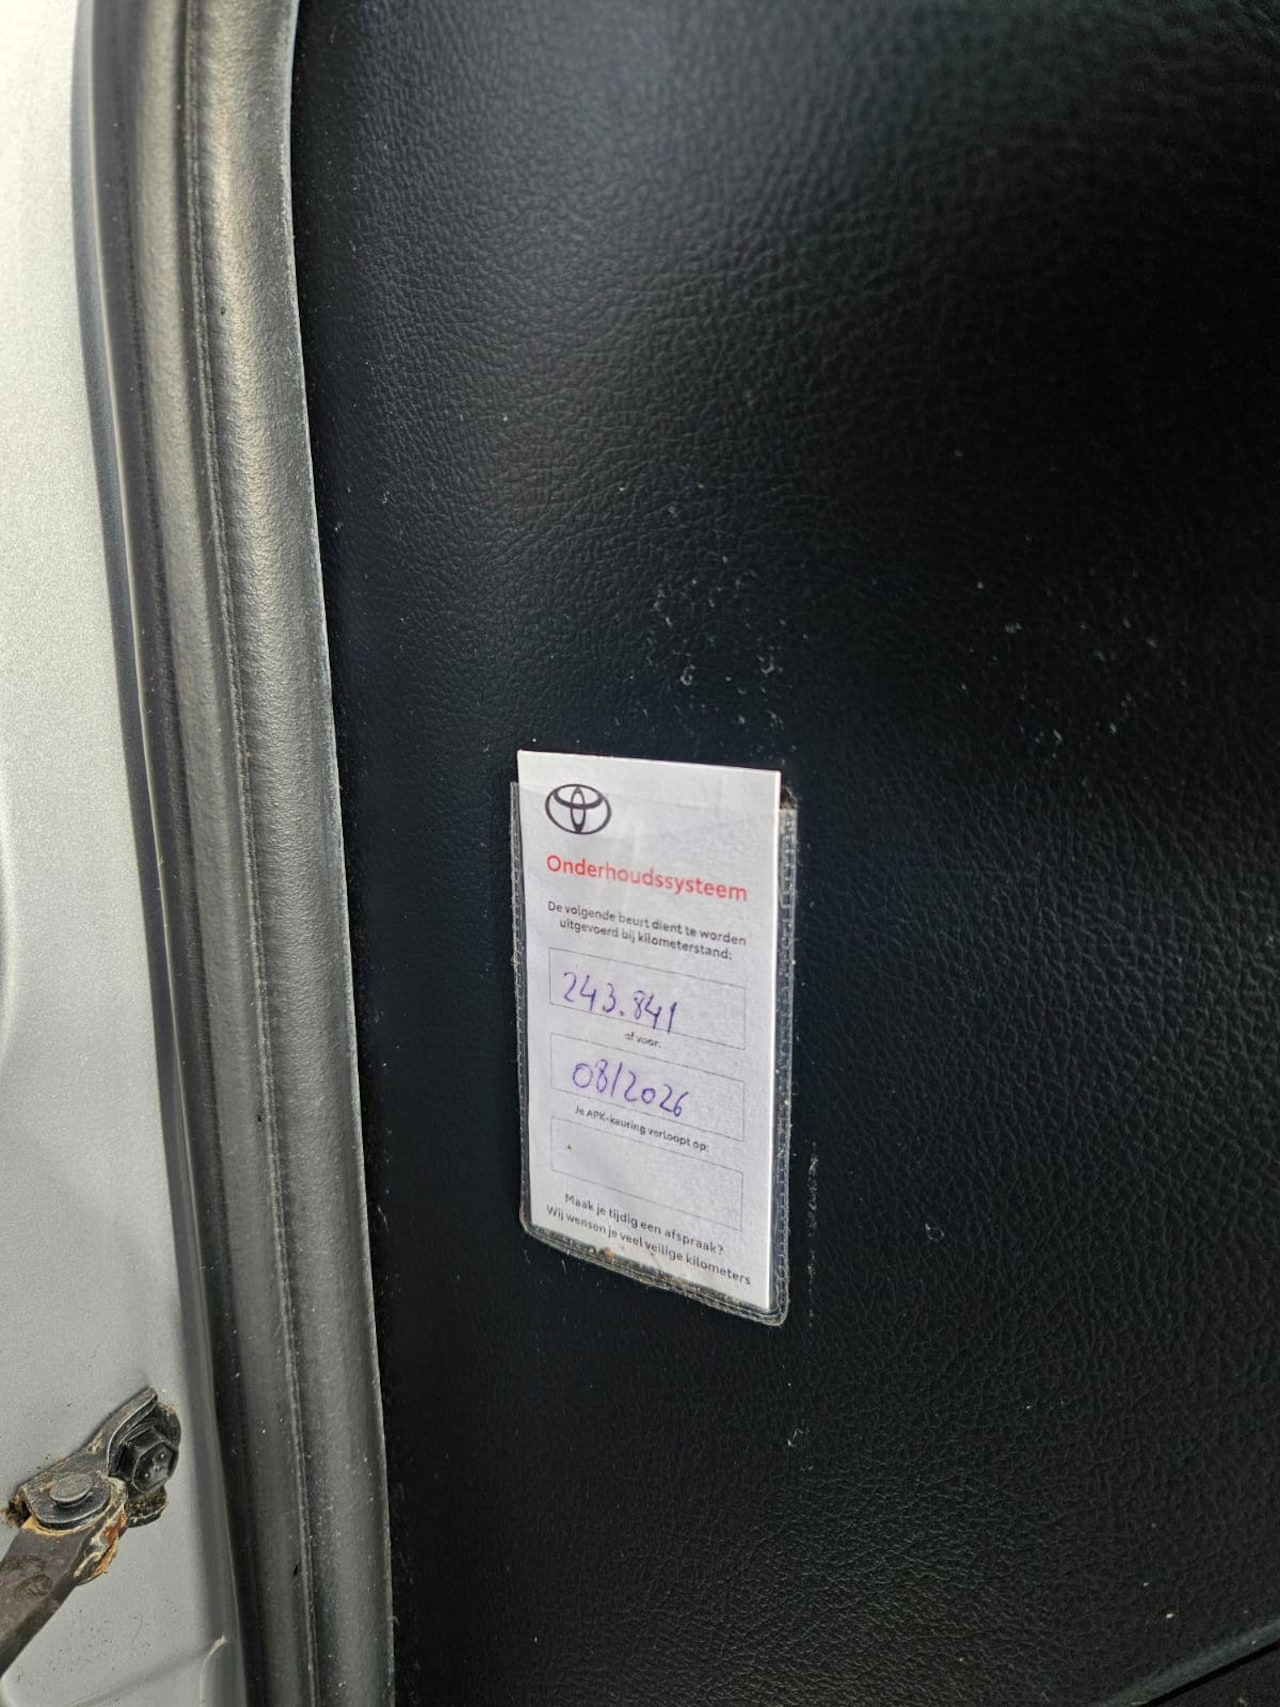 Onderhoudssysteem
De volgende beurt dient te worden
uitgevoerd bij kilometerstand:
243.841
of voor:
08/2026
Je APK-keuring verloopt op:
Maak je tijdig een afspraak?
Wij wensen je veel veilige kilometers